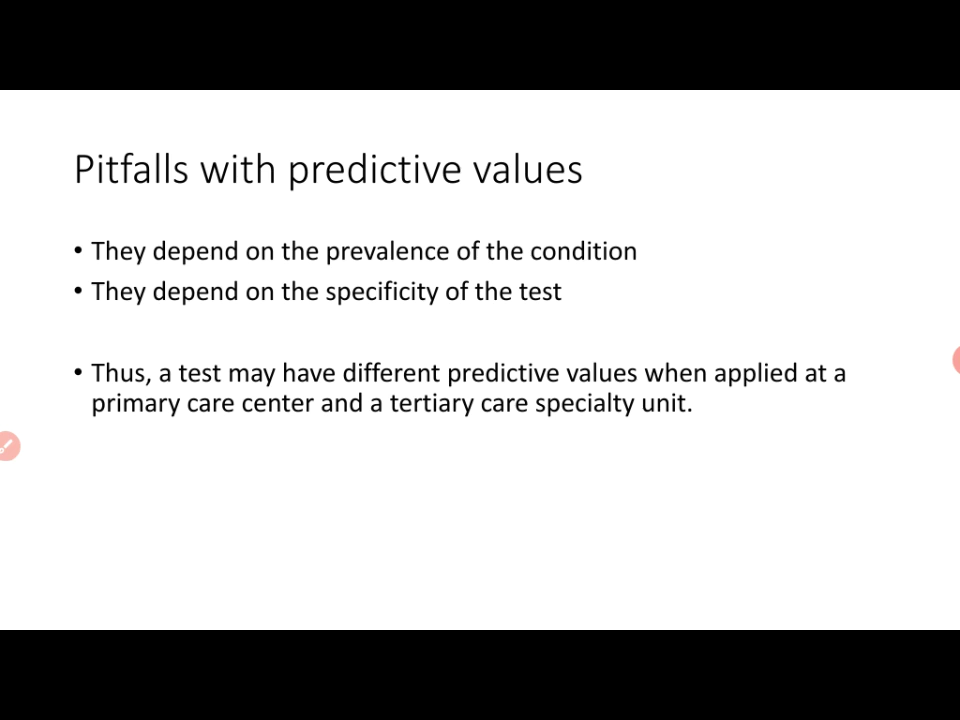 Pitfalls with predictive values
• They depend on the prevalence of the condition
• They depend on the specificity of the test
• Thus, a test may have different predictive values when applied at a
primary care center and a tertiary care specialty unit.